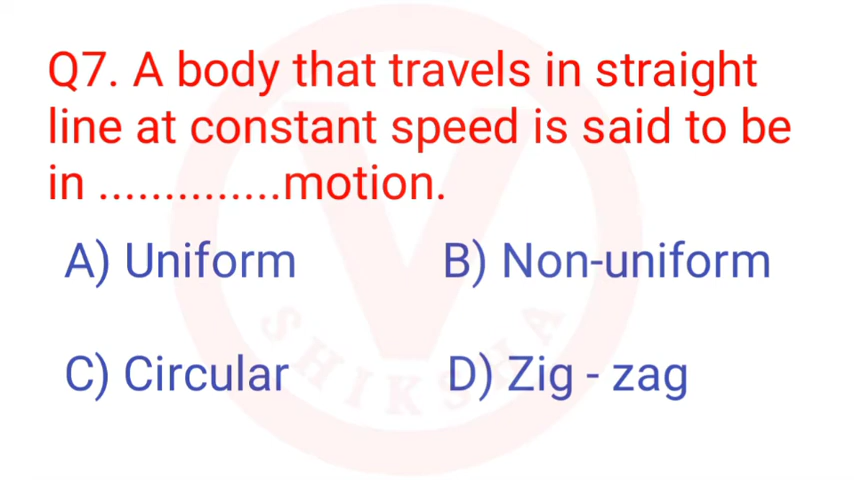 Q7. A body that travels in straight
line at constant speed is said to be
in ..............motion.
A) Uniform B) Non-uniform
C) Circular D) Zig - zag
SHIKSHA